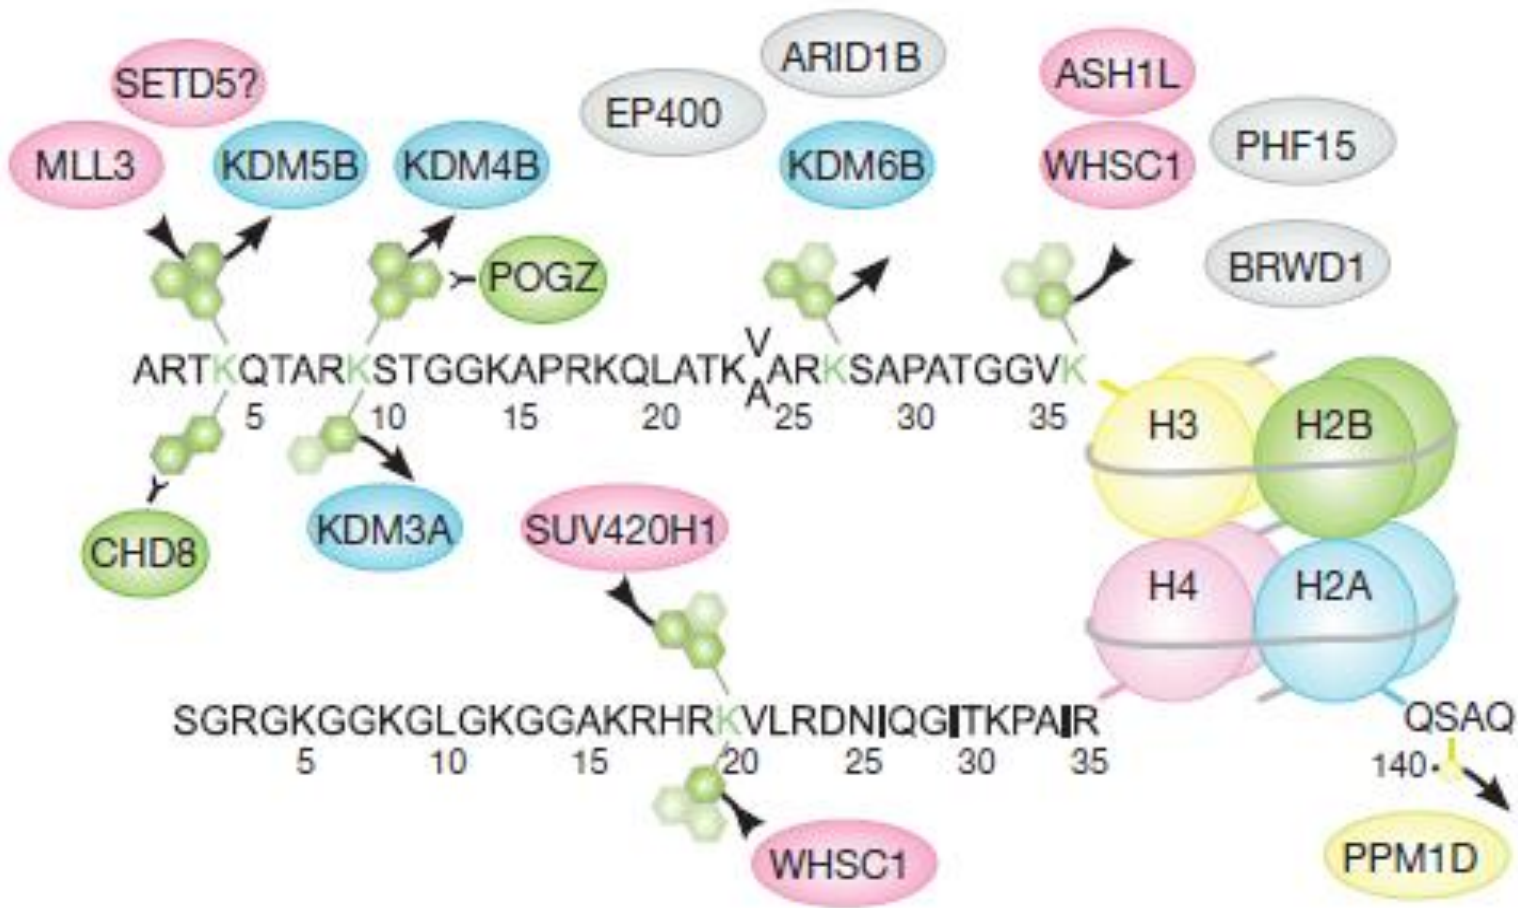 SETD5?
MLL3
KDM5B
KDM4B
POGZ
EP400
ARID1B
KDM6B
ASH1L
WHSC1
PHF15
BRWD1
V
ARTKQTARKSTGGKAPRKQLATK ARKSAPATGGVK
A
5 10 15 20 25 30 35
H3
H2B
H4
H2A
CHD8
KDM3A
SUV420H1
SGRGKGGKGLGKGGAKRHRKVLRDNIQGITKPAIR
5 10 15 20 25 30 35
WHSC1
QSAQ
140
PPM1D